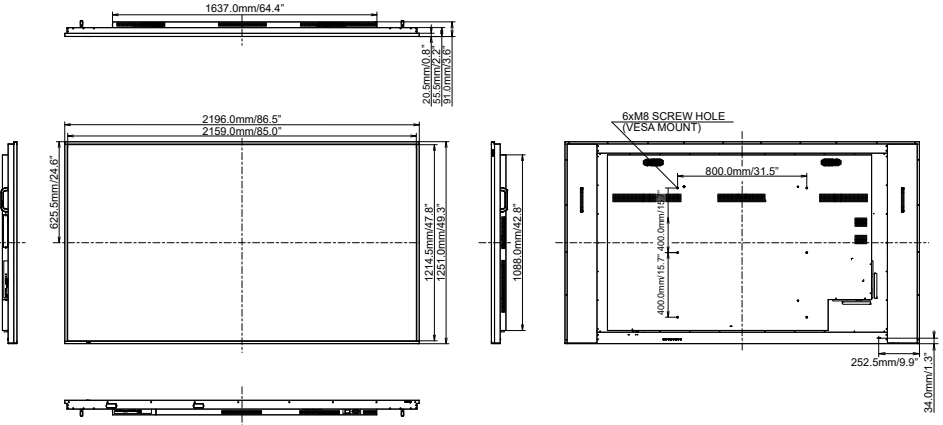 1637.0mm/64.4"
20.5mm/0.8"
55.5mm/2.2"
91.0mm/3.6"
2196.0mm/86.5"
2159.0mm/85.0"
625.5mm/24.6"
1214.5mm/47.8"
1251.0mm/49.3"
1088.0mm/42.8"
6xM8 SCREW HOLE
(VESA MOUNT)
800.0mm/31.5"
400.0mm/15.7"
400.0mm/15.7"
252.5mm/9.9"
34.0mm/1.3"